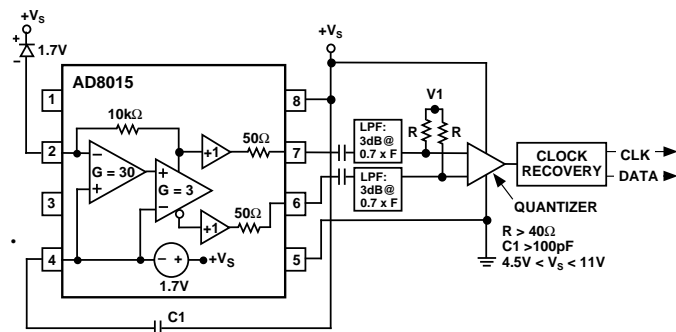 +VS
+
−
1.7V
AD8015
+VS
1
2
3
4
8
7
6
5
10kΩ
−
+
G = 30
+
−
G = 3
+1
50Ω
+1
50Ω
− +
+VS
1.7V
C1
LPF:
3dB@
0.7 x F
LPF:
3dB@
0.7 x F
V1
R
R
CLOCK
RECOVERY
CLK
DATA
QUANTIZER
R > 40Ω
C1 >100pF
4.5V < VS < 11V